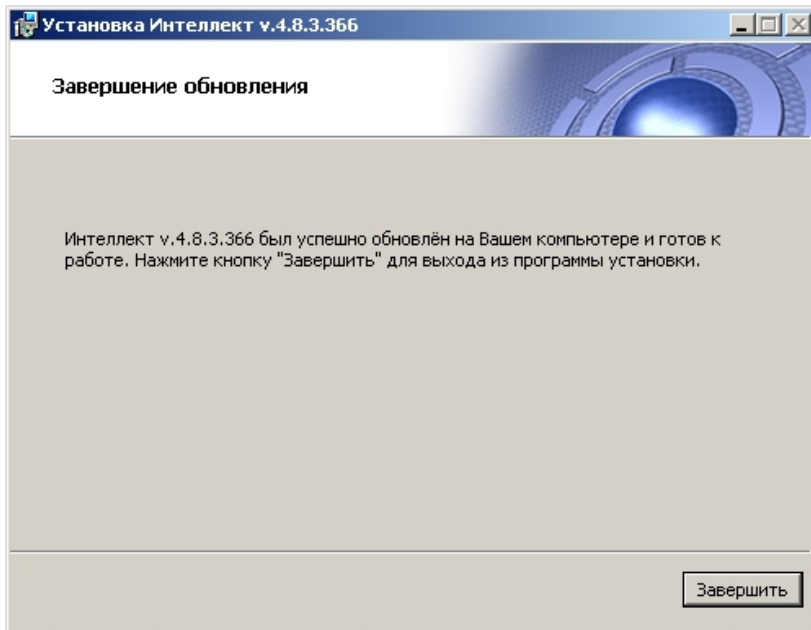 Установка Интеллект v.4.8.3.366
Завершение обновления
Интеллект v.4.8.3.366 был успешно обновлён на Вашем компьютере и готов к
работе. Нажмите кнопку "Завершить" для выхода из программы установки.
Завершить